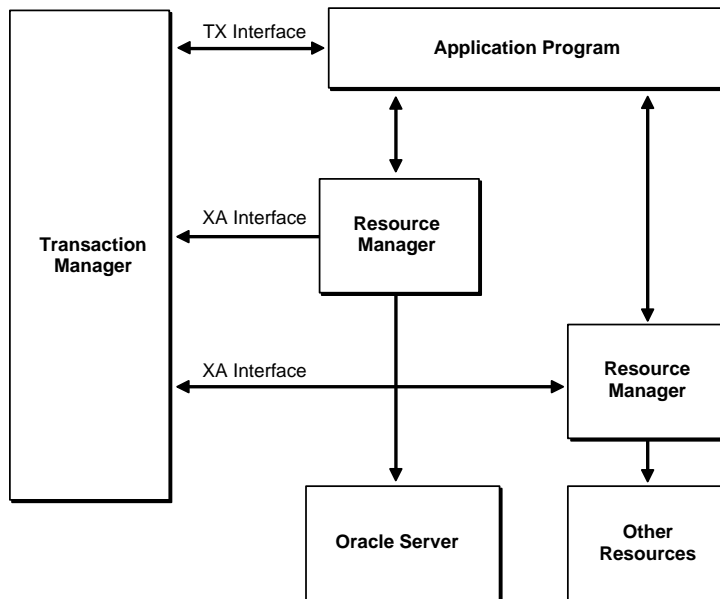 TX Interface
Application Program
XA Interface
Resource
Manager
Transaction
Manager
XA Interface
Resource
Manager
Oracle Server
Other
Resources